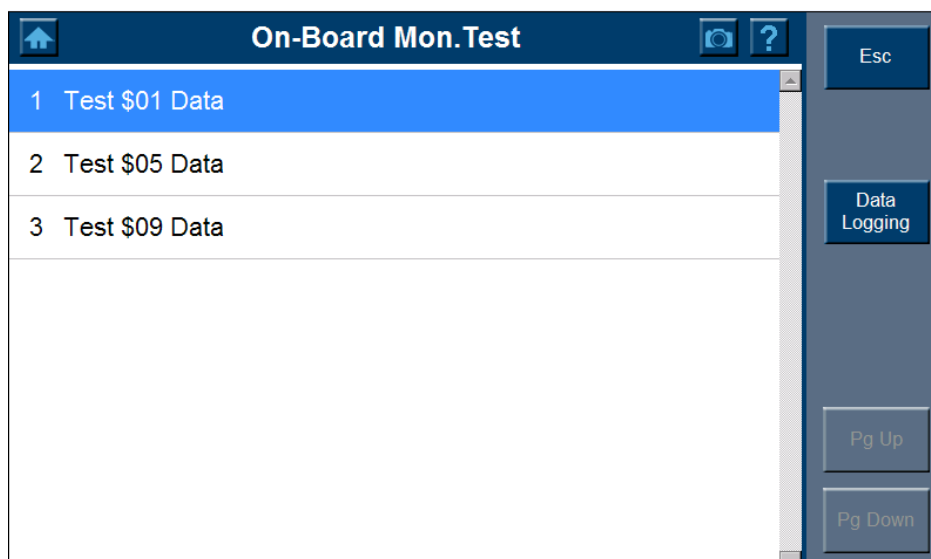 On-Board Mon.Test
?
Esc
1 Test $01 Data
2 Test $05 Data
3 Test $09 Data
Data
Logging
Pg Up
Pg Down